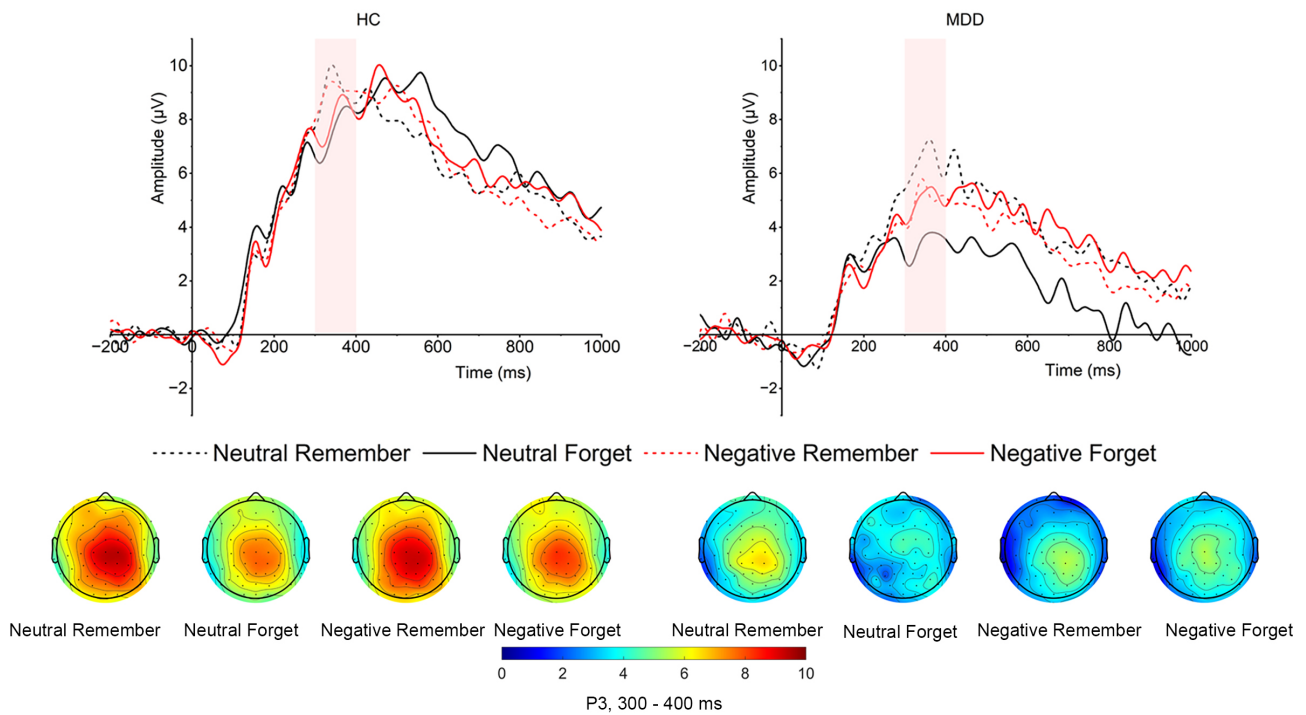 HC
MDD
Amplitude (μV)
10
8
6
4
2
−2
−200
0
200
400
600
800
1000
Time (ms)
Amplitude (μV)
10
8
6
4
2
−2
−200
0
200
400
600
800
1000
Time (ms)
Neutral Remember Neutral Forget Negative Remember Negative Forget
Neutral Remember Neutral Forget Negative Remember Negative Forget Neutral Remember Neutral Forget Negative Remember Negative Forget
0 2 4 6 8 10
P3, 300 - 400 ms